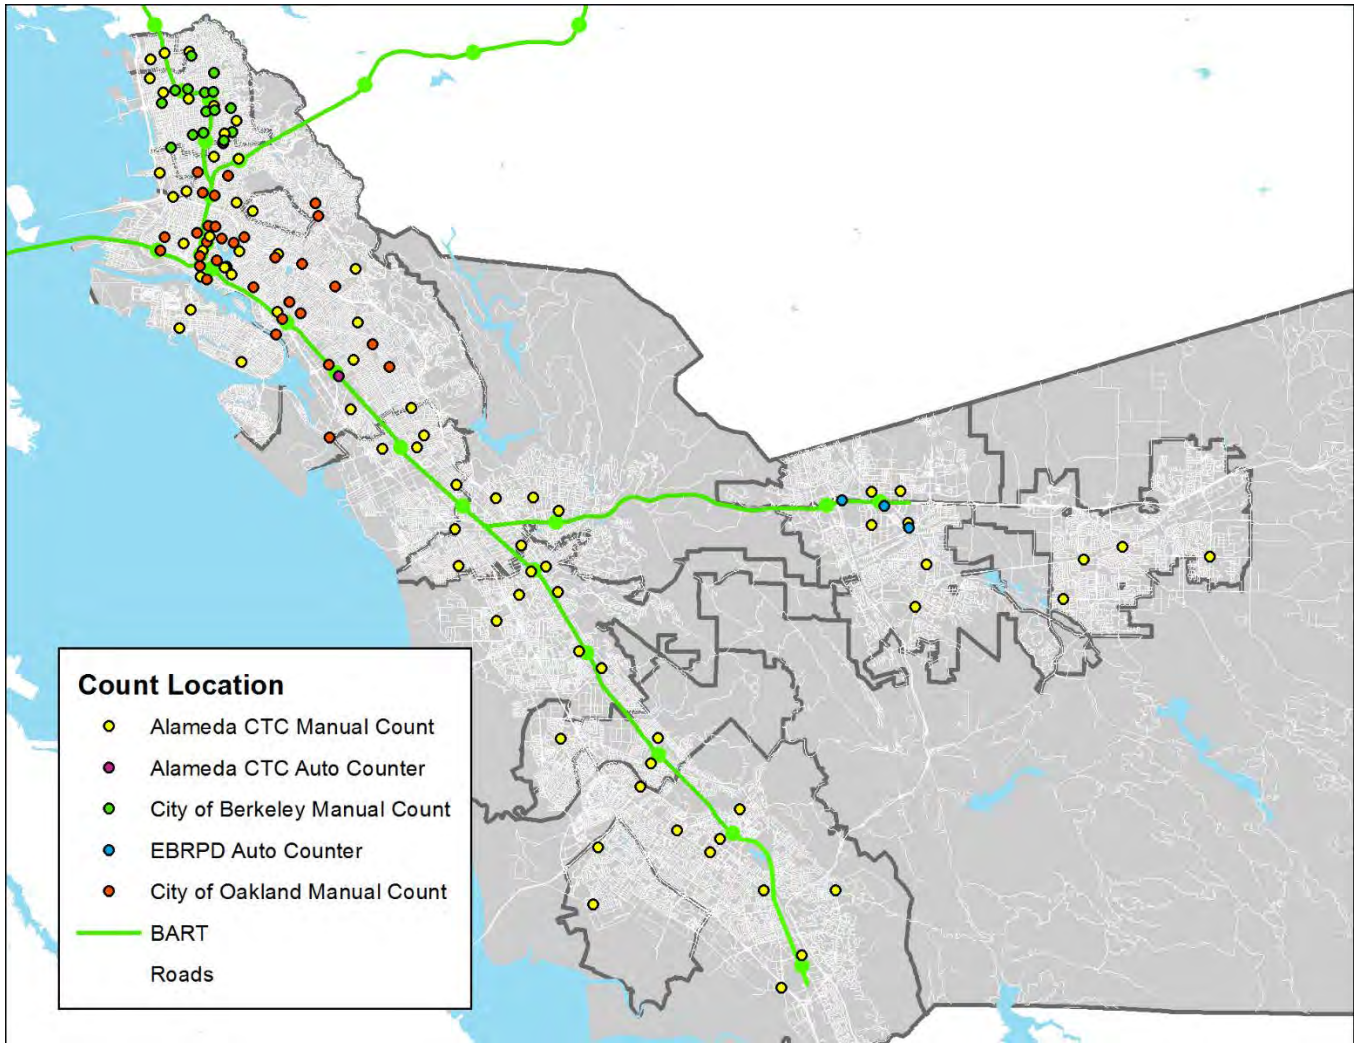 Count Location
Alameda CTC Manual Count
Alameda CTC Auto Counter
City of Berkeley Manual Count
EBRPD Auto Counter
City of Oakland Manual Count
BART
Roads